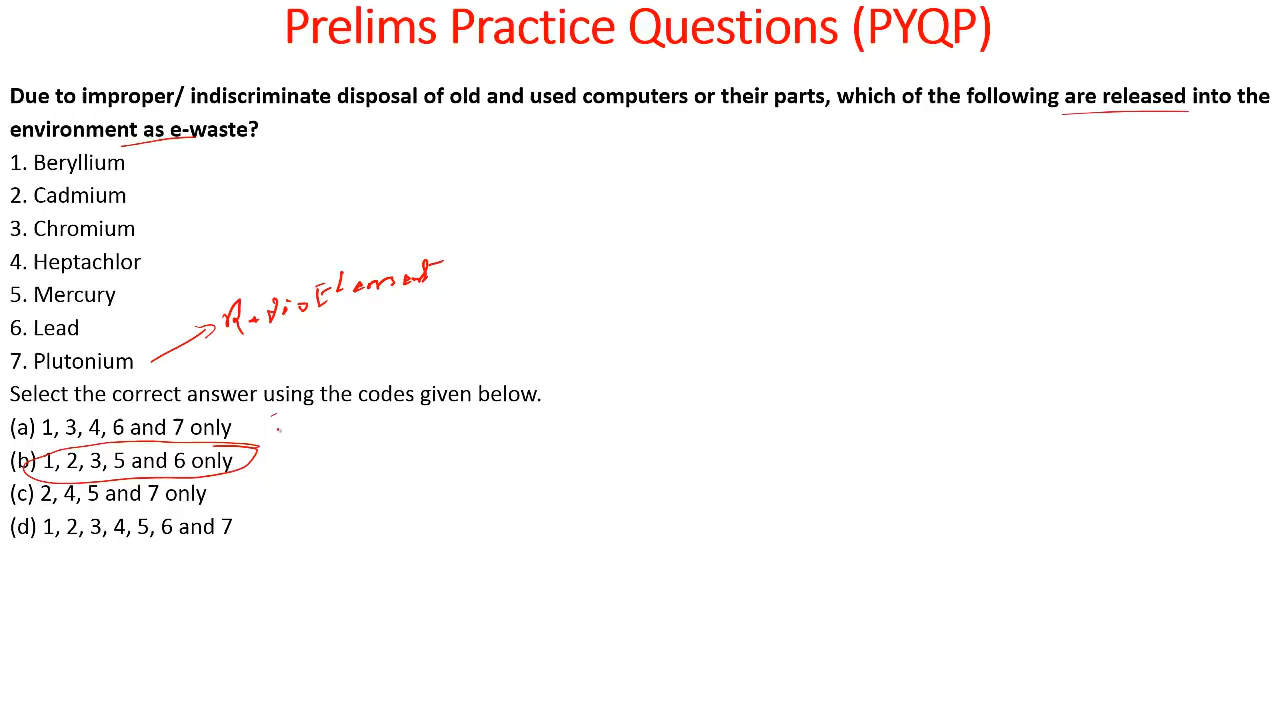 Prelims Practice Questions (PYQP)
Due to improper/ indiscriminate disposal of old and used computers or their parts, which of the following are released into the
environment as e-waste?
1. Beryllium
2. Cadmium
3. Chromium
4. Heptachlor
5. Mercury
6. Lead
7. Plutonium
Radio Element
Select the correct answer using the codes given below.
(a) 1, 3, 4, 6 and 7 only
(b) 1, 2, 3, 5 and 6 only
(c) 2, 4, 5 and 7 only
(d) 1, 2, 3, 4, 5, 6 and 7